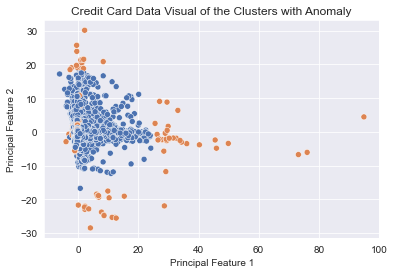 Credit Card Data Visual of the Clusters with Anomaly
30
20
10
0
−10
−20
−30
Principal Feature 2
0 20 40 60 80 100
Principal Feature 1